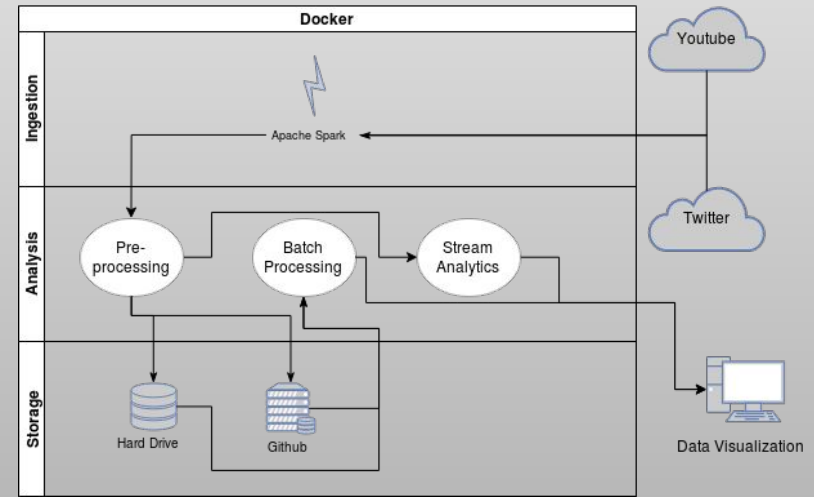 Docker
Youtube
Ingestion
Apache Spark
Twitter
Analysis
Pre-
processing
Batch
Processing
Stream
Analytics
Storage
Hard Drive
Github
Data Visualization